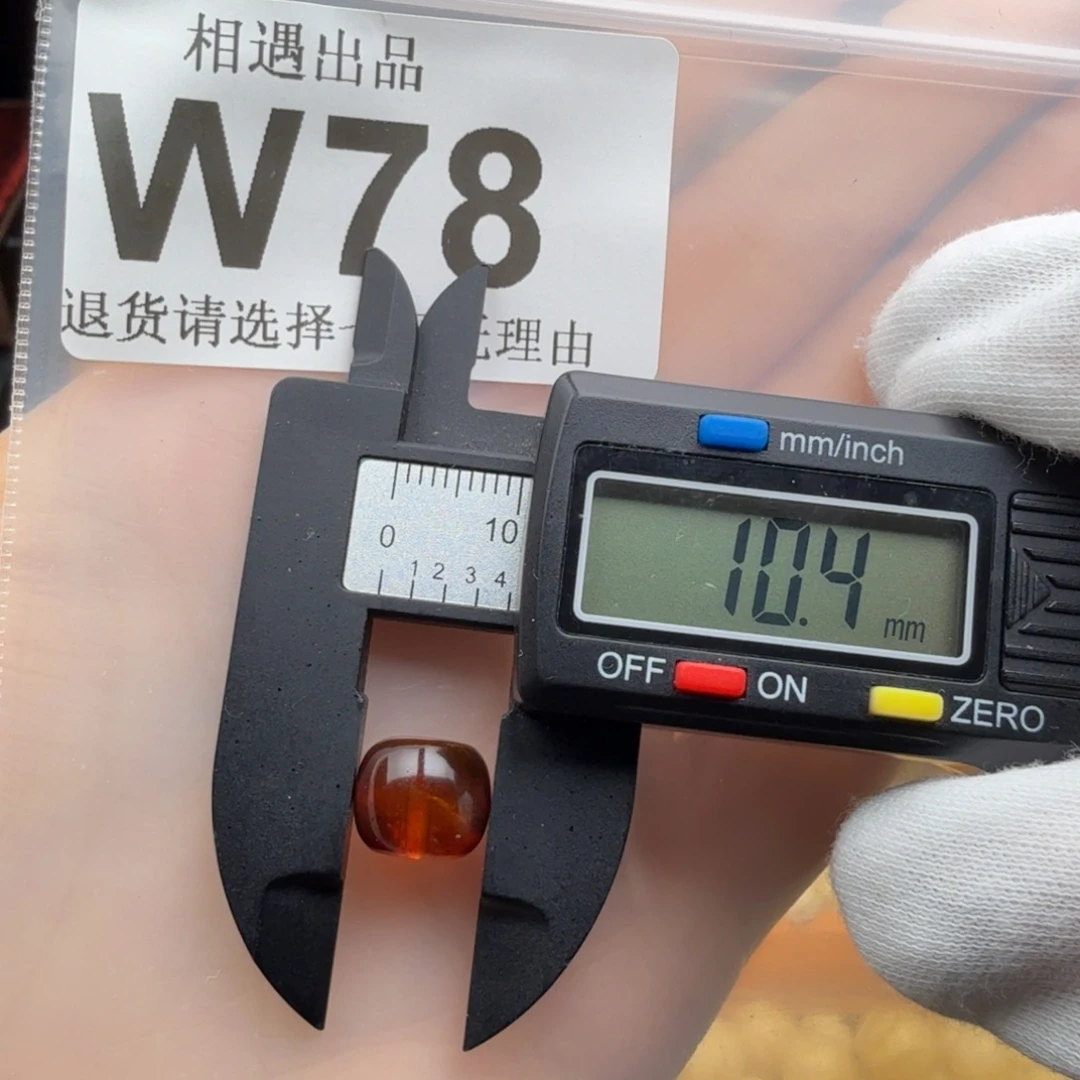 相遇出品
W78
退货请选择 理由
mm/inch
0 10
1 2 3 4
10.4 mm
OFF ON ZERO